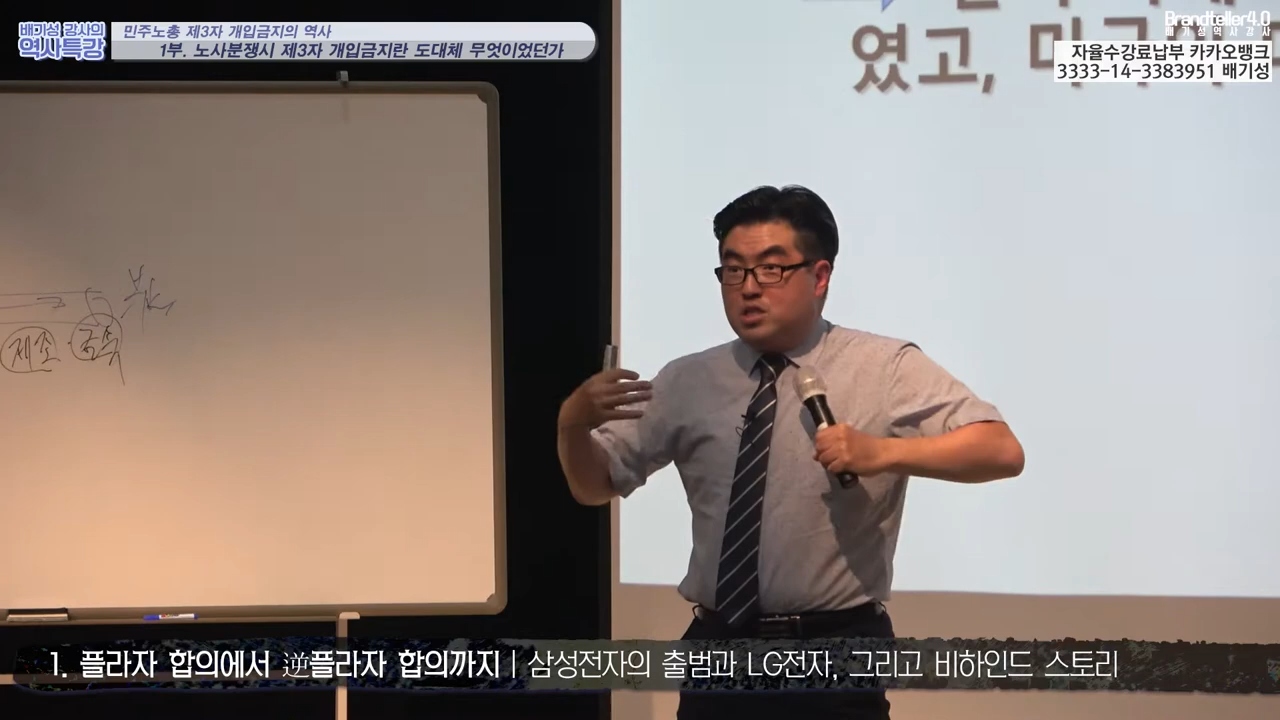 배기성 강사의
역사특강
민주노총 제3자 개입금지의 역사
1부. 노사분쟁시 제3자 개입금지란 도대체 무엇이었던가
Brandteller4.0
배기성역사강사
자율수강료납부 카카오뱅크
3333-14-3383951 배기성
였고,
제조
1. 플라자 합의에서 逆플라자 합의까지 | 삼성전자의 출범과 LG전자, 그리고 비하인드 스토리